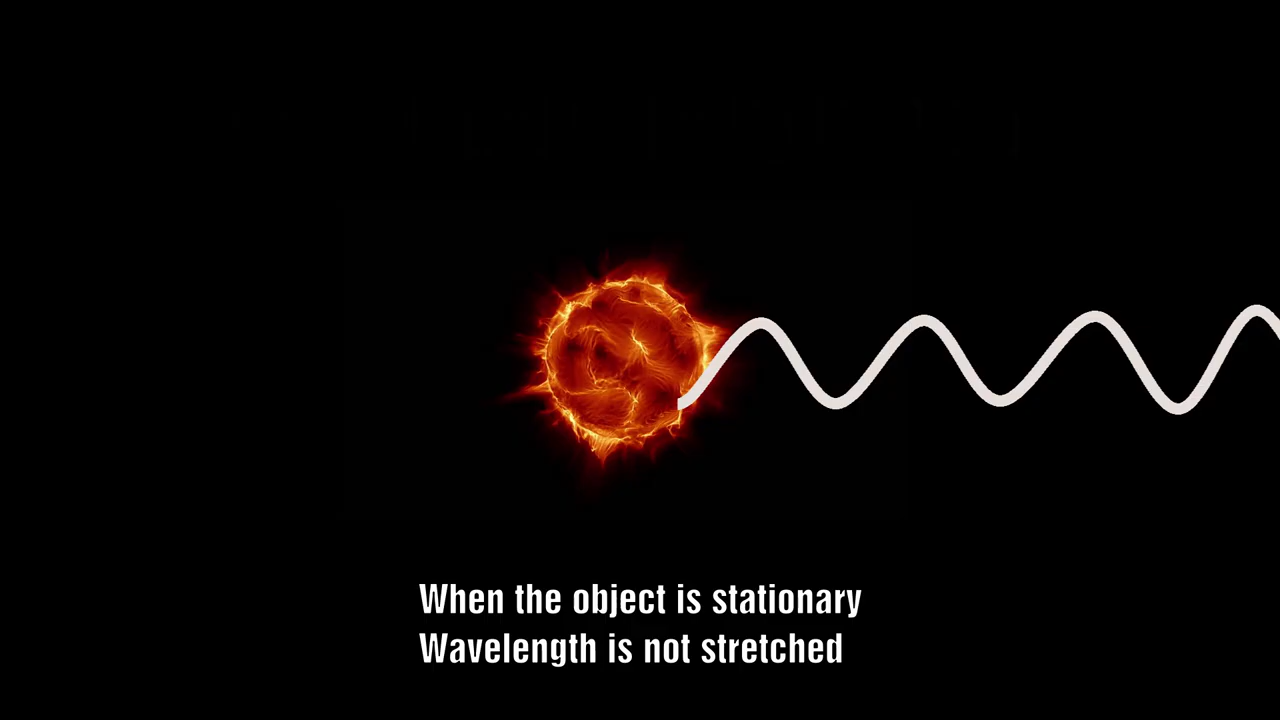 When the object is stationary
Wavelength is not stretched